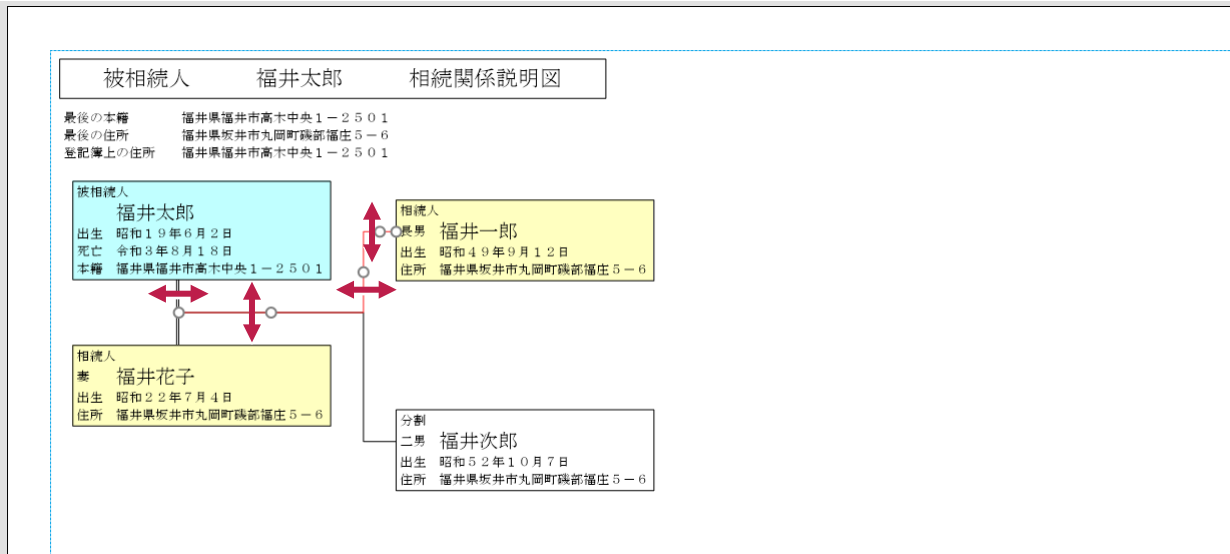 被相続人　福井太郎　相続関係説明図
最後の本籍　福井県福井市高木中央１－２５０１
最後の住所　福井県坂井市丸岡町磯部福庄５－６
登記簿上の住所　福井県福井市高木中央１－２５０１
被相続人
福井太郎
出生　昭和１９年６月２日
死亡　令和３年８月１８日
本籍　福井県福井市高木中央１－２５０１
相続人
長男　福井一郎
出生　昭和４９年９月１２日
住所　福井県坂井市丸岡町磯部福庄５－６
相続人
妻　福井花子
出生　昭和２２年７月４日
住所　福井県坂井市丸岡町磯部福庄５－６
分割
二男　福井次郎
出生　昭和５２年１０月７日
住所　福井県坂井市丸岡町磯部福庄５－６